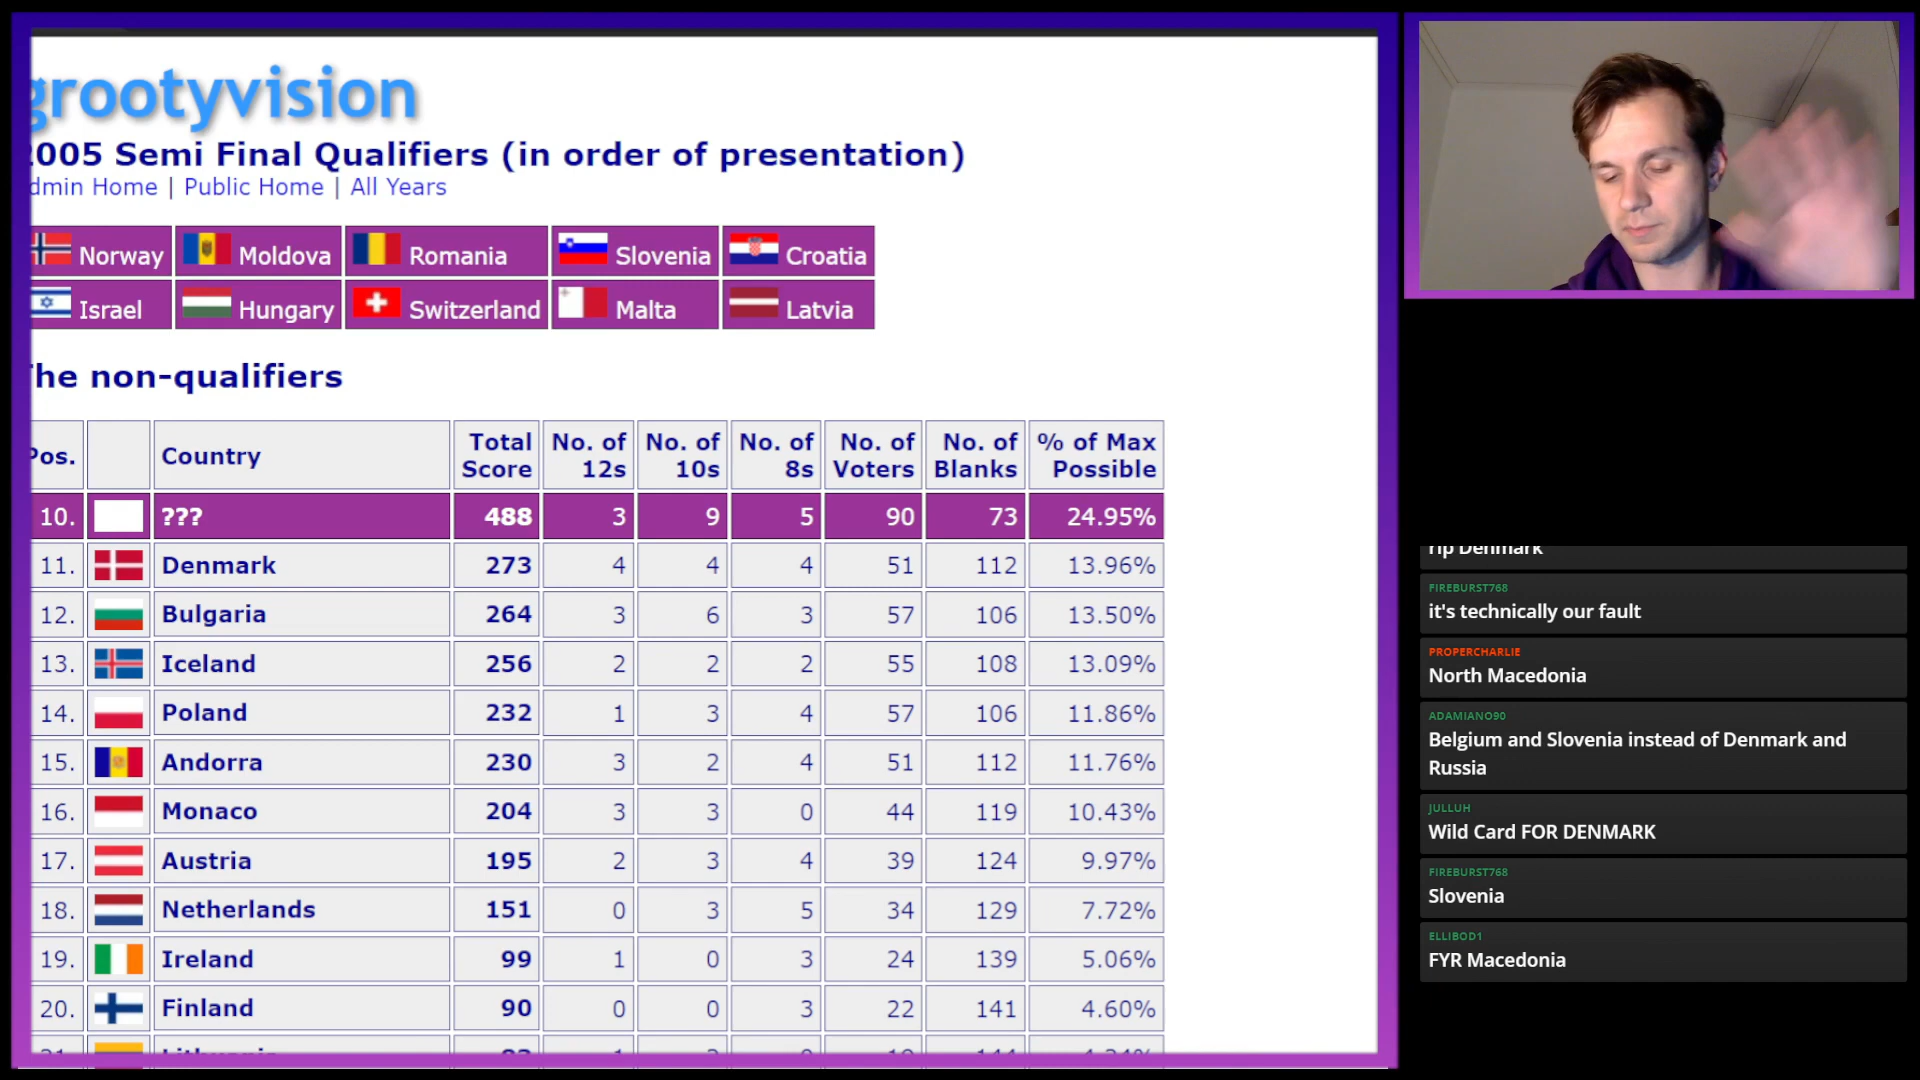 grootyvision
2005 Semi Final Qualifiers (in order of presentation)
dmin Home | Public Home | All Years
Norway Moldova Romania Slovenia Croatia
Israel Hungary Switzerland Malta Latvia
he non-qualifiers
Pos. Country Total Score No. of 12s No. of 10s No. of 8s No. of Voters No. of Blanks % of Max Possible
10. ??? 488 3 9 5 90 73 24.95%
11. Denmark 273 4 4 4 51 112 13.96%
12. Bulgaria 264 3 6 3 57 106 13.50%
13. Iceland 256 2 2 2 55 108 13.09%
14. Poland 232 1 3 4 57 106 11.86%
15. Andorra 230 3 2 4 51 112 11.76%
16. Monaco 204 3 3 0 44 119 10.43%
17. Austria 195 2 3 4 39 124 9.97%
18. Netherlands 151 0 3 5 34 129 7.72%
19. Ireland 99 1 0 3 24 139 5.06%
20. Finland 90 0 0 3 22 141 4.60%
rip Denmark
FIREBURST768
it's technically our fault
PROPERCHARLIE
North Macedonia
ADAMIANO90
Belgium and Slovenia instead of Denmark and
Russia
JULLUH
Wild Card FOR DENMARK
FIREBURST768
Slovenia
ELLIBOD1
FYR Macedonia